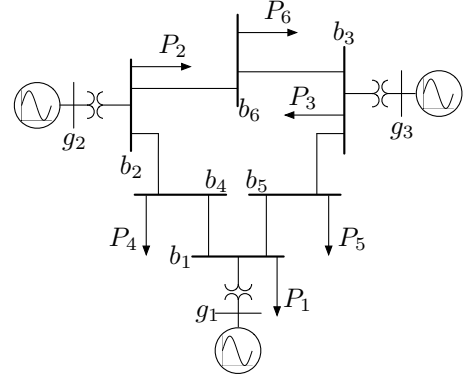 P₆
P₂
b₃
b₆
P₃
g₂
g₃
b₂
b₄
b₅
P₄
P₅
b₁
P₁
g₁